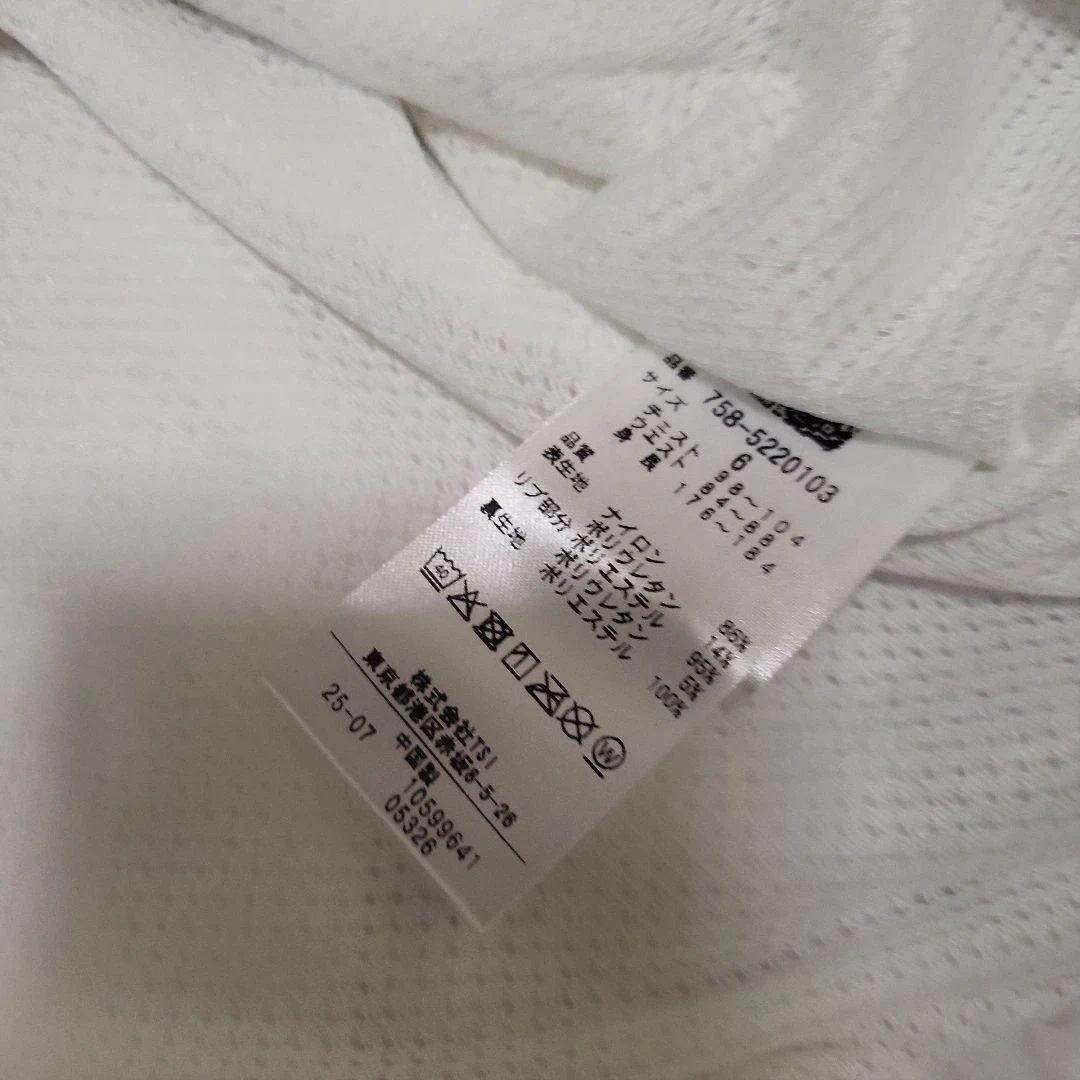 品番 758-5220103
サイズ 6
チェスト 98~104
ウエスト 84~88
身長 176~184
品質
表生地 ナイロン 86%
ポリウレタン 14%
リブ部分 ポリエステル 95%
ポリウレタン 5%
裏生地 ポリエステル 100%
40
W
株式会社TSI
東京都港区赤坂8-5-26
中国製
25-07 10599641
05326